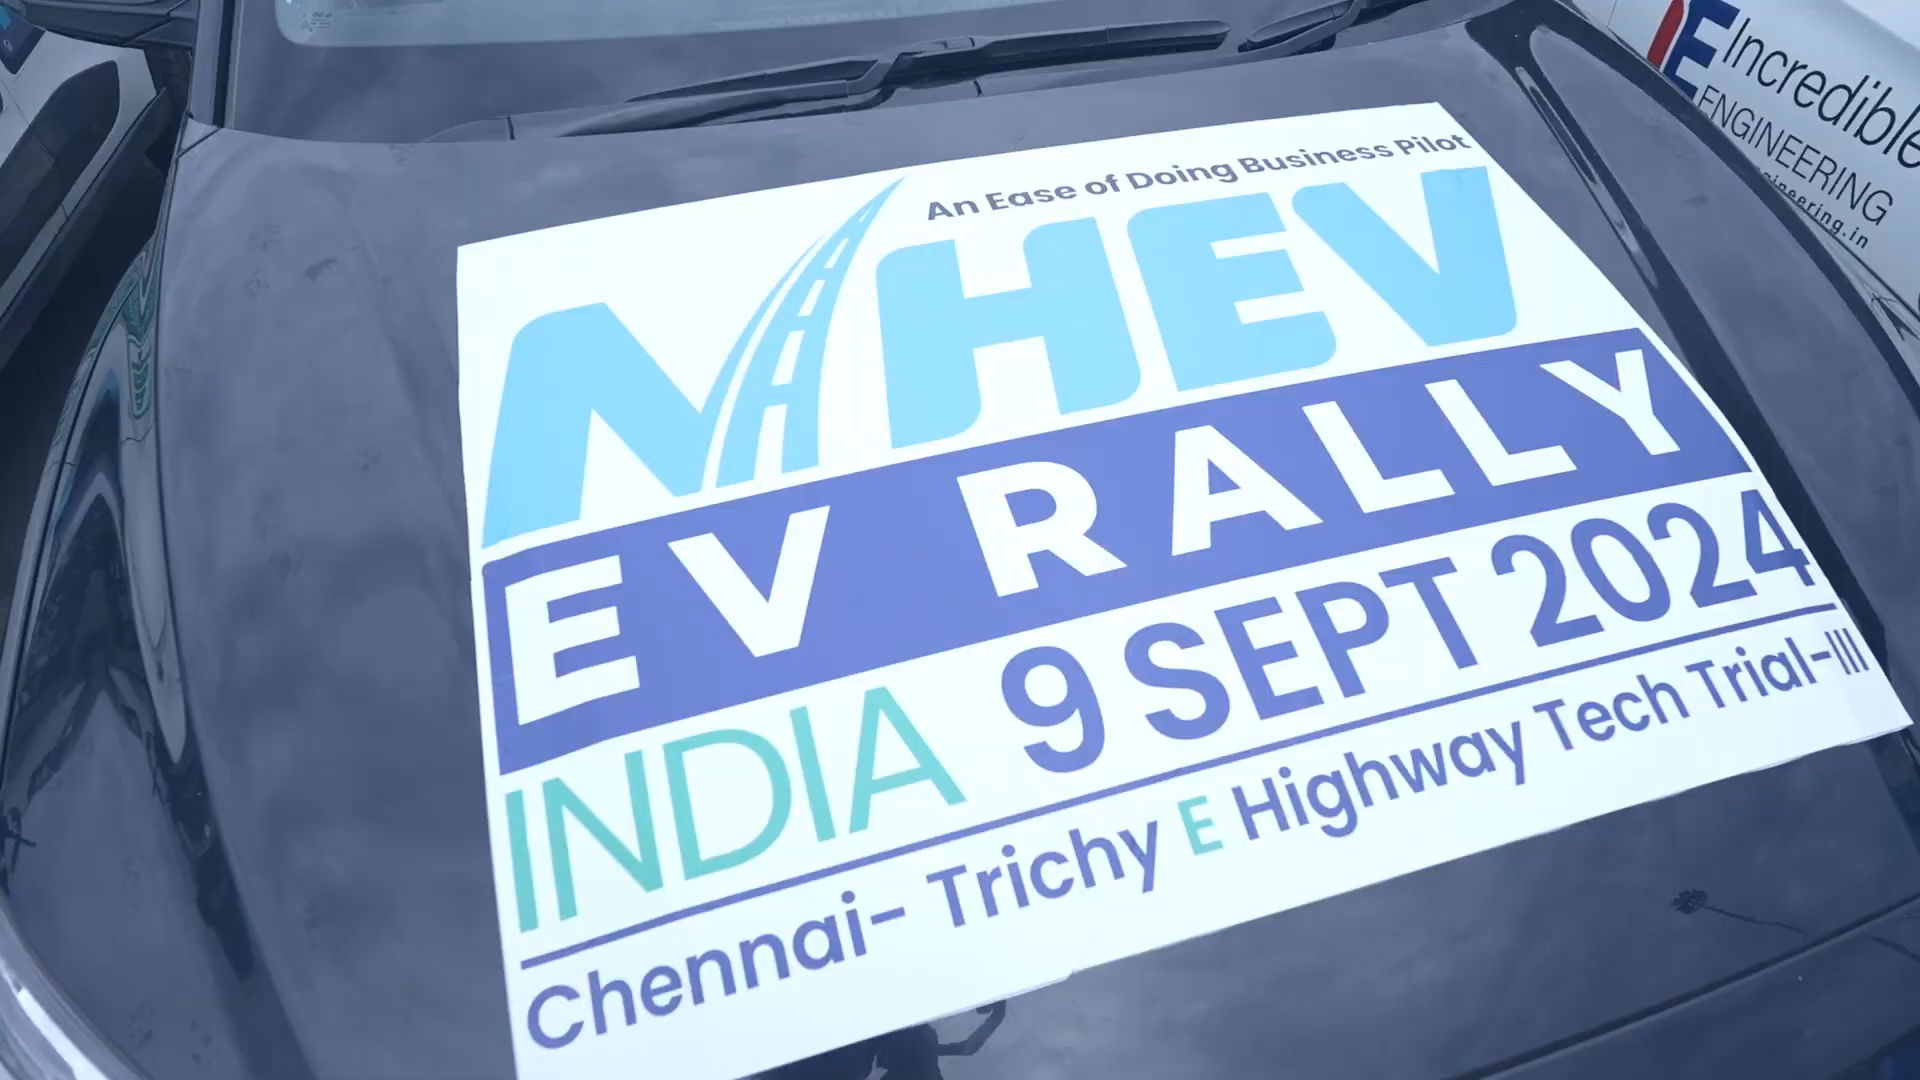 An Ease of Doing Business Pilot
NHEV
EV RALLY
INDIA 9 SEPT 2024
Chennai- Trichy E Highway Tech Trial-III
IE Incredible
ENGINEERING